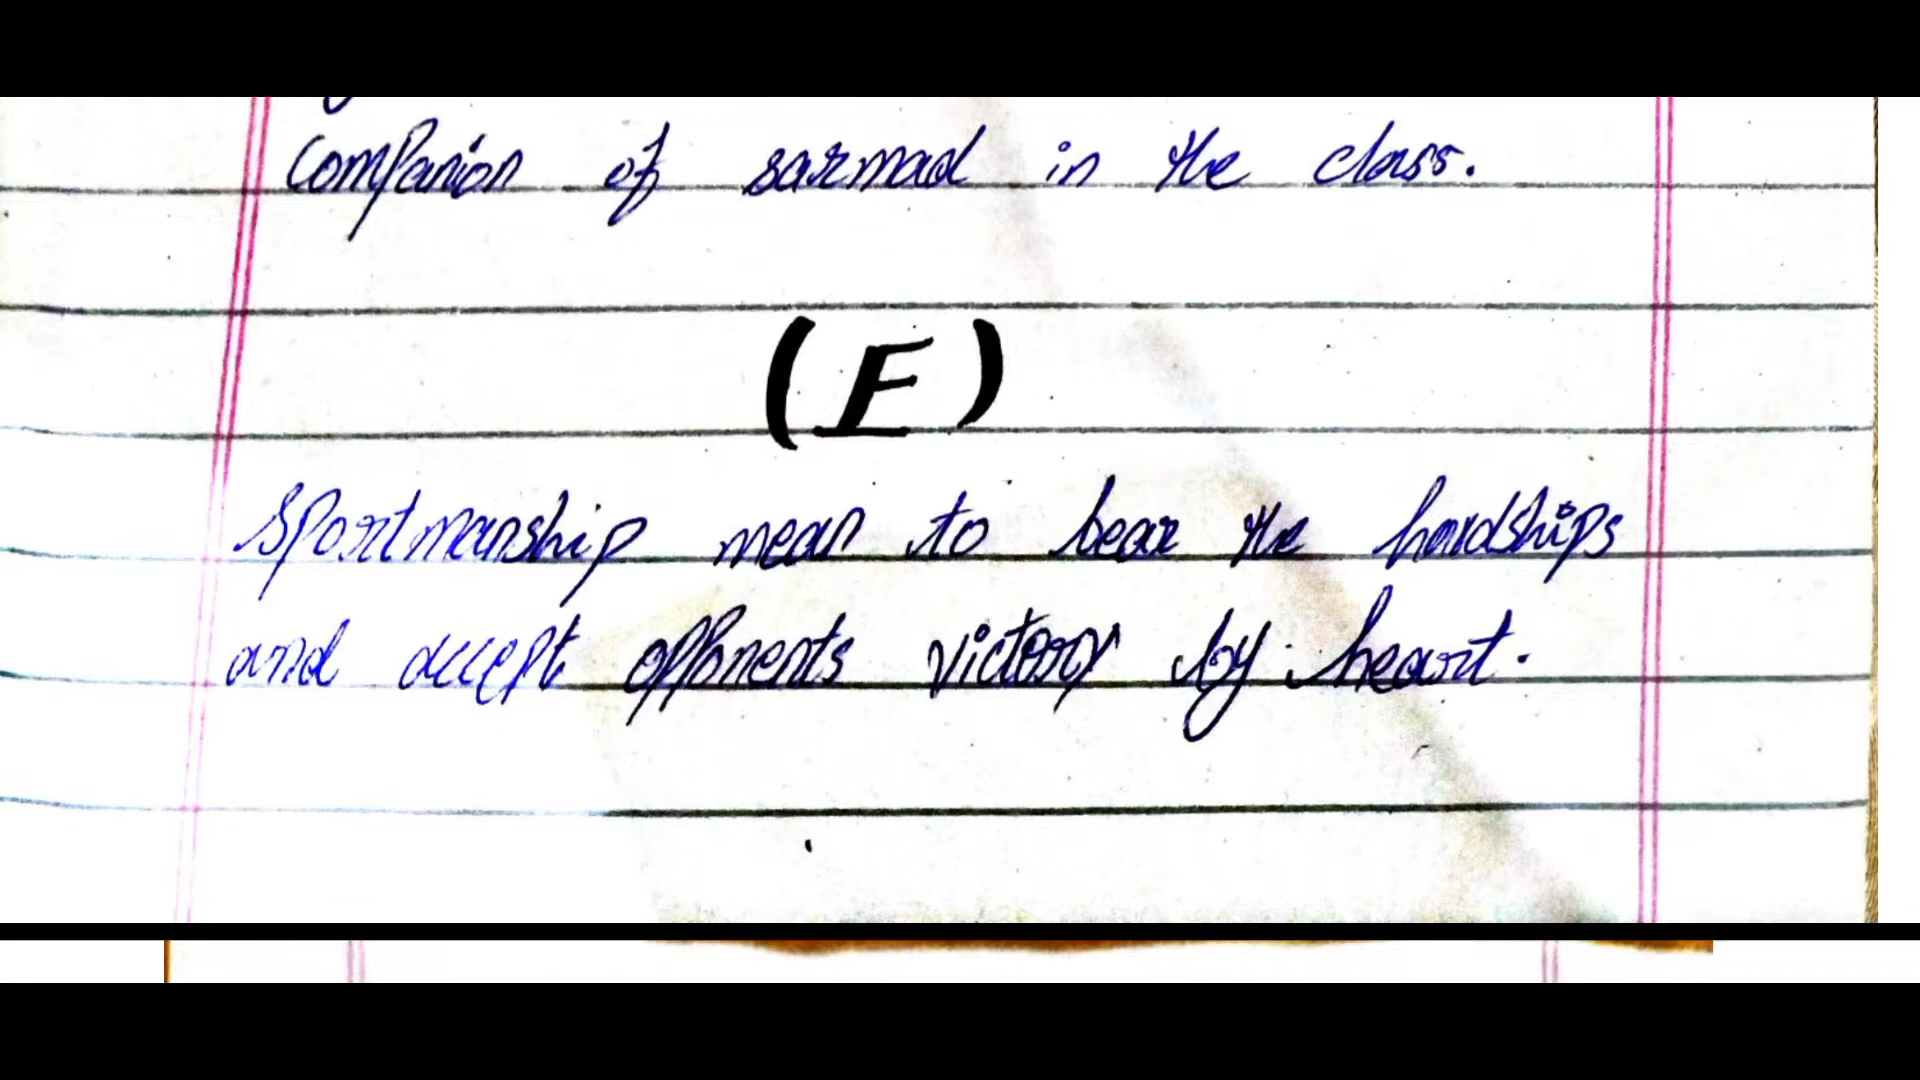 companion of sarmad in the class.
(E)
Sportmanship mean to bear the hardships
and accept opponents victory by heart.